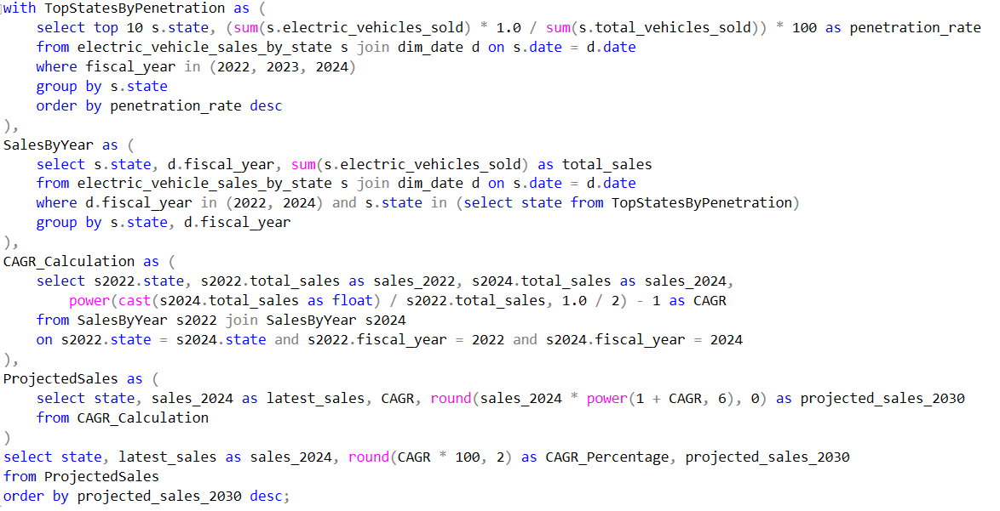 with TopStatesByPenetration as (
    select top 10 s.state, (sum(s.electric_vehicles_sold) * 1.0 / sum(s.total_vehicles_sold)) * 100 as penetration_rate
    from electric_vehicle_sales_by_state s join dim_date d on s.date = d.date
    where fiscal_year in (2022, 2023, 2024)
    group by s.state
    order by penetration_rate desc
),
SalesByYear as (
    select s.state, d.fiscal_year, sum(s.electric_vehicles_sold) as total_sales
    from electric_vehicle_sales_by_state s join dim_date d on s.date = d.date
    where d.fiscal_year in (2022, 2024) and s.state in (select state from TopStatesByPenetration)
    group by s.state, d.fiscal_year
),
CAGR_Calculation as (
    select s2022.state, s2022.total_sales as sales_2022, s2024.total_sales as sales_2024,
        power(cast(s2024.total_sales as float) / s2022.total_sales, 1.0 / 2) - 1 as CAGR
    from SalesByYear s2022 join SalesByYear s2024
    on s2022.state = s2024.state and s2022.fiscal_year = 2022 and s2024.fiscal_year = 2024
),
ProjectedSales as (
    select state, sales_2024 as latest_sales, CAGR, round(sales_2024 * power(1 + CAGR, 6), 0) as projected_sales_2030
    from CAGR_Calculation
)
select state, latest_sales as sales_2024, round(CAGR * 100, 2) as CAGR_Percentage, projected_sales_2030
from ProjectedSales
order by projected_sales_2030 desc;